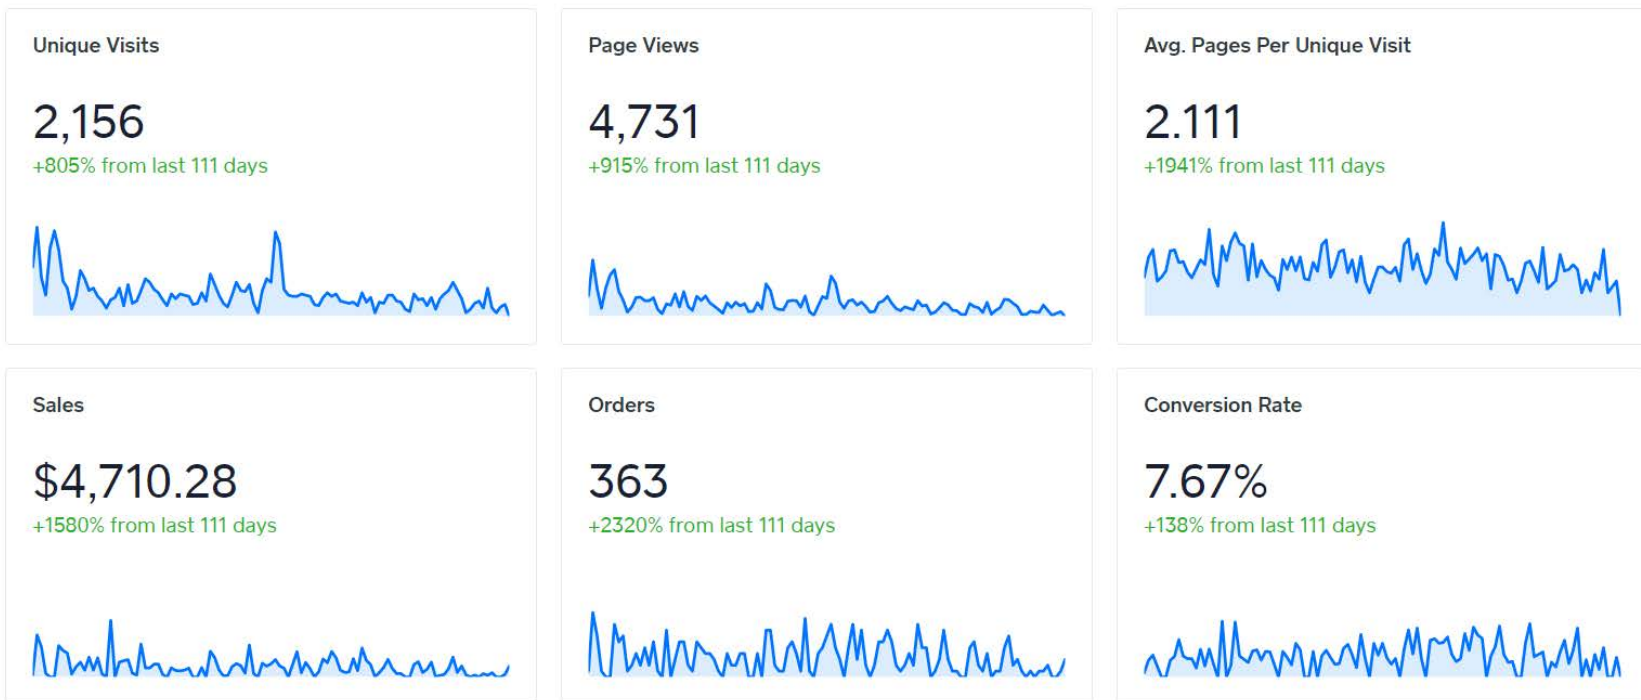 Unique Visits
2,156
+805% from last 111 days
Page Views
4,731
+915% from last 111 days
Avg. Pages Per Unique Visit
2.111
+1941% from last 111 days
Sales
$4,710.28
+1580% from last 111 days
Orders
363
+2320% from last 111 days
Conversion Rate
7.67%
+138% from last 111 days